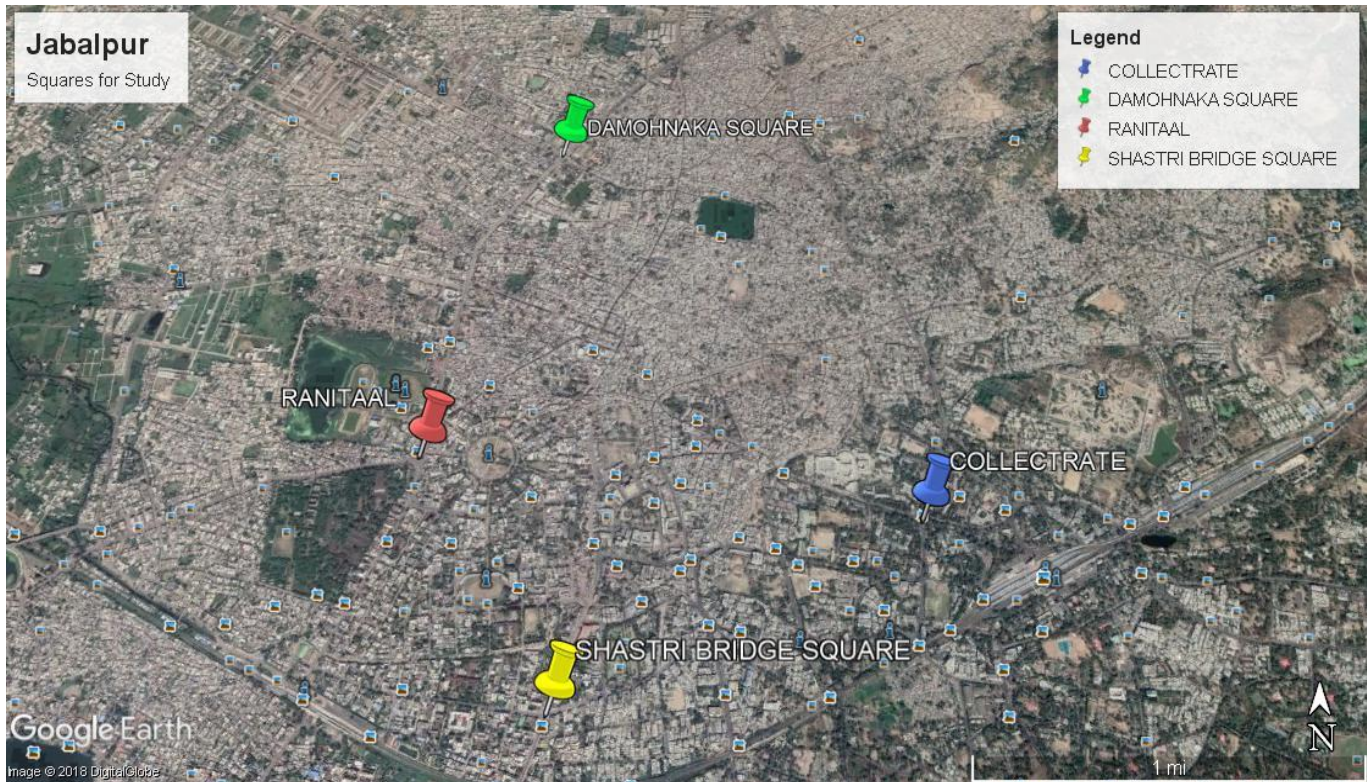 Jabalpur
Squares for Study
Legend
COLLECTRATE
DAMOHNAKA SQUARE
RANITAAL
SHASTRI BRIDGE SQUARE
DAMOHNAKA SQUARE
RANITAAL
COLLECTRATE
SHASTRI BRIDGE SQUARE
Google Earth
Image © 2018 DigitalGlobe
1 mi
N